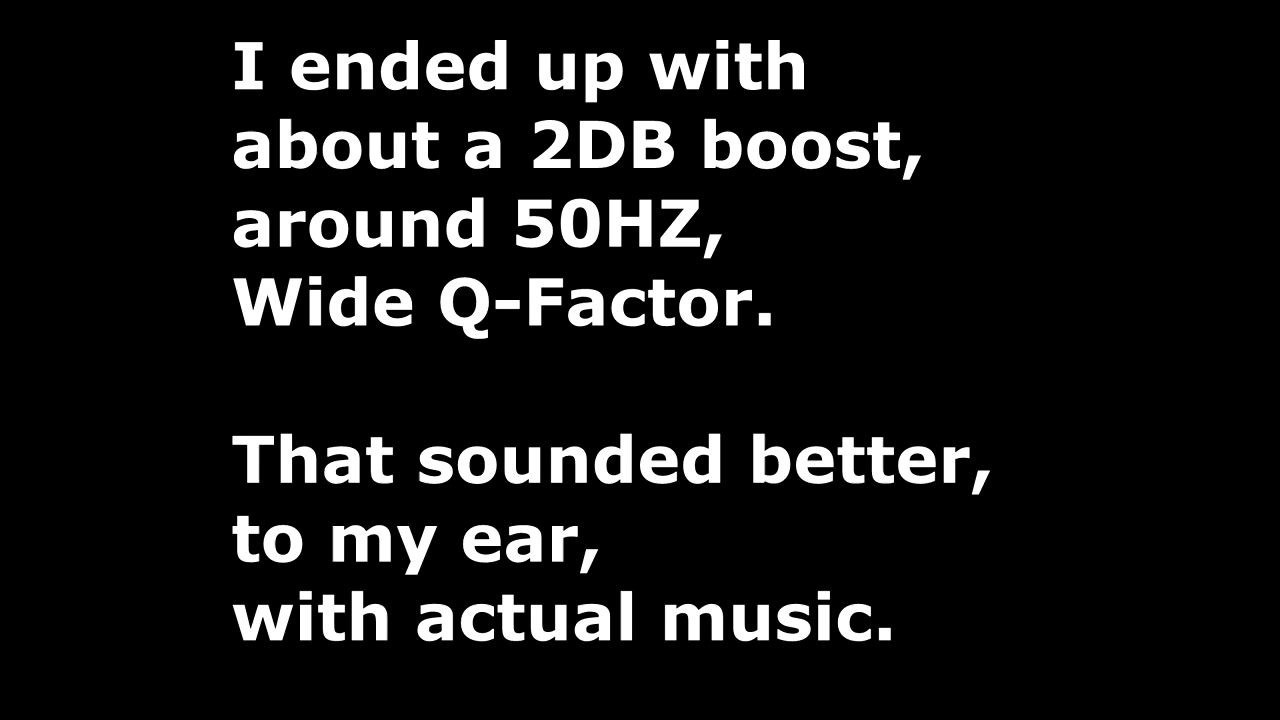 I ended up with
about a 2DB boost,
around 50HZ,
Wide Q-Factor.
That sounded better,
to my ear,
with actual music.